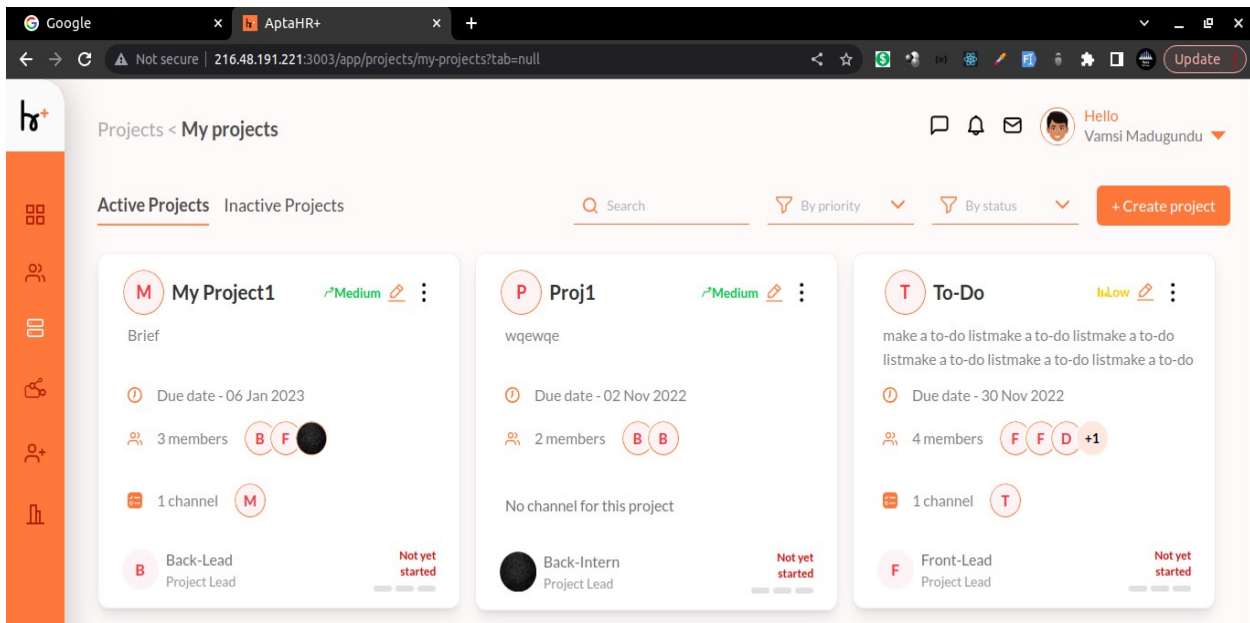 Google
AptaHR+
Not secure | 216.48.191.221:3003/app/projects/my-projects?tab=null
Update
hr+
Projects < My projects
Hello
Vamsi Madugundu
Active Projects Inactive Projects
Search
By priority
By status
+ Create project
M My Project1 Medium
Brief
Due date - 06 Jan 2023
3 members B F
1 channel M
B Back-Lead
Project Lead
Not yet
started
P Proj1 Medium
wqewqe
Due date - 02 Nov 2022
2 members B B
No channel for this project
Back-Intern
Project Lead
Not yet
started
T To-Do Low
make a to-do listmake a to-do listmake a to-do
listmake a to-do listmake a to-do listmake a to-do
Due date - 30 Nov 2022
4 members F F D +1
1 channel T
F Front-Lead
Project Lead
Not yet
started